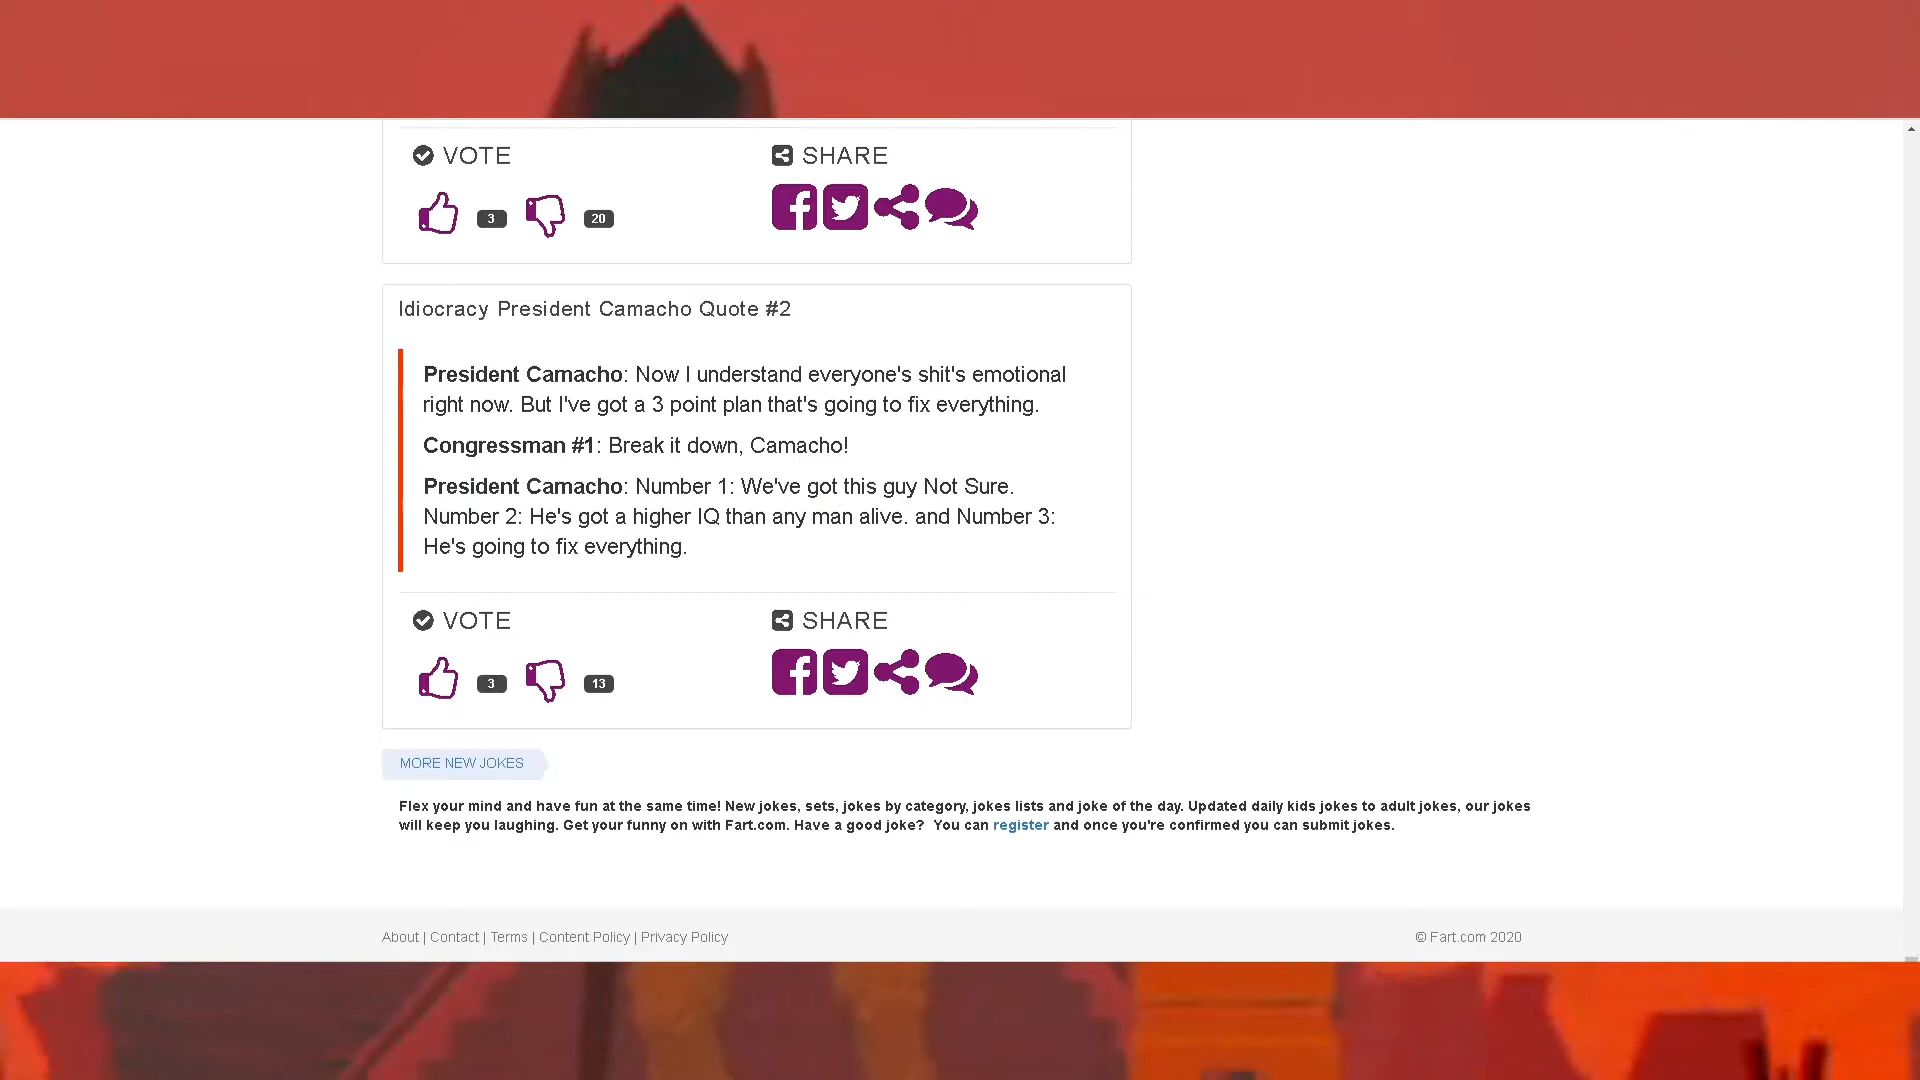 VOTE SHARE
3 20
Idiocracy President Camacho Quote #2
President Camacho: Now I understand everyone's shit's emotional
right now. But I've got a 3 point plan that's going to fix everything.
Congressman #1: Break it down, Camacho!
President Camacho: Number 1: We've got this guy Not Sure.
Number 2: He's got a higher IQ than any man alive. and Number 3:
He's going to fix everything.
VOTE SHARE
3 13
MORE NEW JOKES
Flex your mind and have fun at the same time! New jokes, sets, jokes by category, jokes lists and joke of the day. Updated daily kids jokes to adult jokes, our jokes
will keep you laughing. Get your funny on with Fart.com. Have a good joke? You can register and once you're confirmed you can submit jokes.
About | Contact | Terms | Content Policy | Privacy Policy © Fart.com 2020